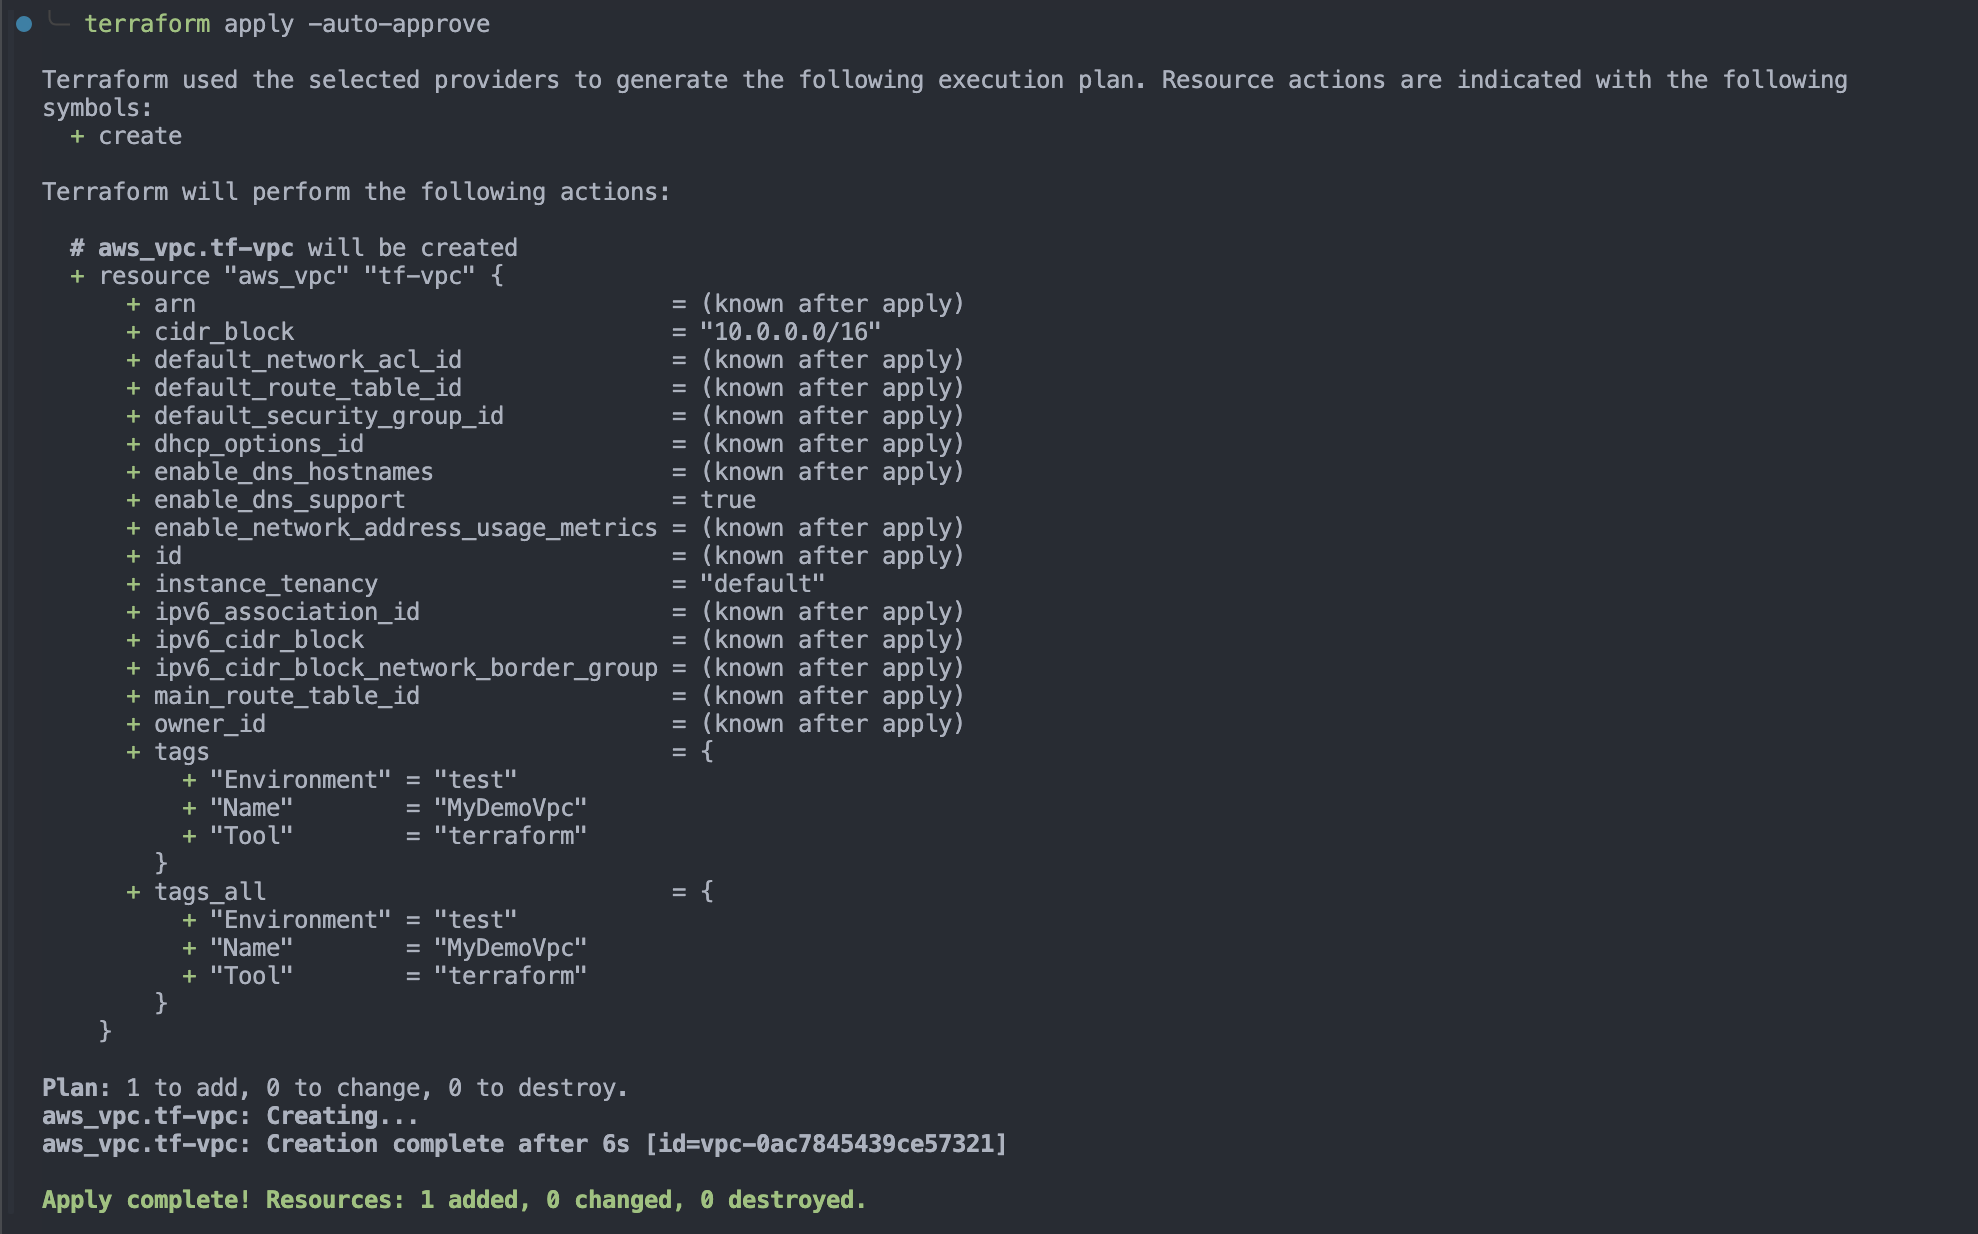 terraform apply -auto-approve
Terraform used the selected providers to generate the following execution plan. Resource actions are indicated with the following
symbols:
+ create
Terraform will perform the following actions:
# aws_vpc.tf-vpc will be created
+ resource "aws_vpc" "tf-vpc" {
+ arn = (known after apply)
+ cidr_block = "10.0.0.0/16"
+ default_network_acl_id = (known after apply)
+ default_route_table_id = (known after apply)
+ default_security_group_id = (known after apply)
+ dhcp_options_id = (known after apply)
+ enable_dns_hostnames = (known after apply)
+ enable_dns_support = true
+ enable_network_address_usage_metrics = (known after apply)
+ id = (known after apply)
+ instance_tenancy = "default"
+ ipv6_association_id = (known after apply)
+ ipv6_cidr_block = (known after apply)
+ ipv6_cidr_block_network_border_group = (known after apply)
+ main_route_table_id = (known after apply)
+ owner_id = (known after apply)
+ tags = {
+ "Environment" = "test"
+ "Name" = "MyDemoVpc"
+ "Tool" = "terraform"
}
+ tags_all = {
+ "Environment" = "test"
+ "Name" = "MyDemoVpc"
+ "Tool" = "terraform"
}
}
Plan: 1 to add, 0 to change, 0 to destroy.
aws_vpc.tf-vpc: Creating...
aws_vpc.tf-vpc: Creation complete after 6s [id=vpc-0ac7845439ce57321]
Apply complete! Resources: 1 added, 0 changed, 0 destroyed.